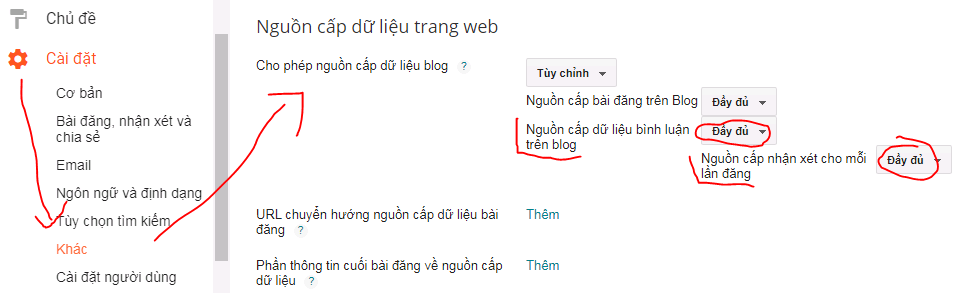 Chủ đề
Cài đặt
Cơ bản
Bài đăng, nhận xét và
chia sẻ
Email
Ngôn ngữ và định dạng
Tùy chọn tìm kiếm
Khác
Cài đặt người dùng
Nguồn cấp dữ liệu trang web
Cho phép nguồn cấp dữ liệu blog ?
Tùy chỉnh
Nguồn cấp bài đăng trên Blog Đầy đủ
Nguồn cấp dữ liệu bình luận Đầy đủ
trên blog
Nguồn cấp nhận xét cho mỗi Đầy đủ
lần đăng
URL chuyển hướng nguồn cấp dữ liệu bài Thêm
đăng ?
Phần thông tin cuối bài đăng về nguồn cấp Thêm
dữ liệu ?